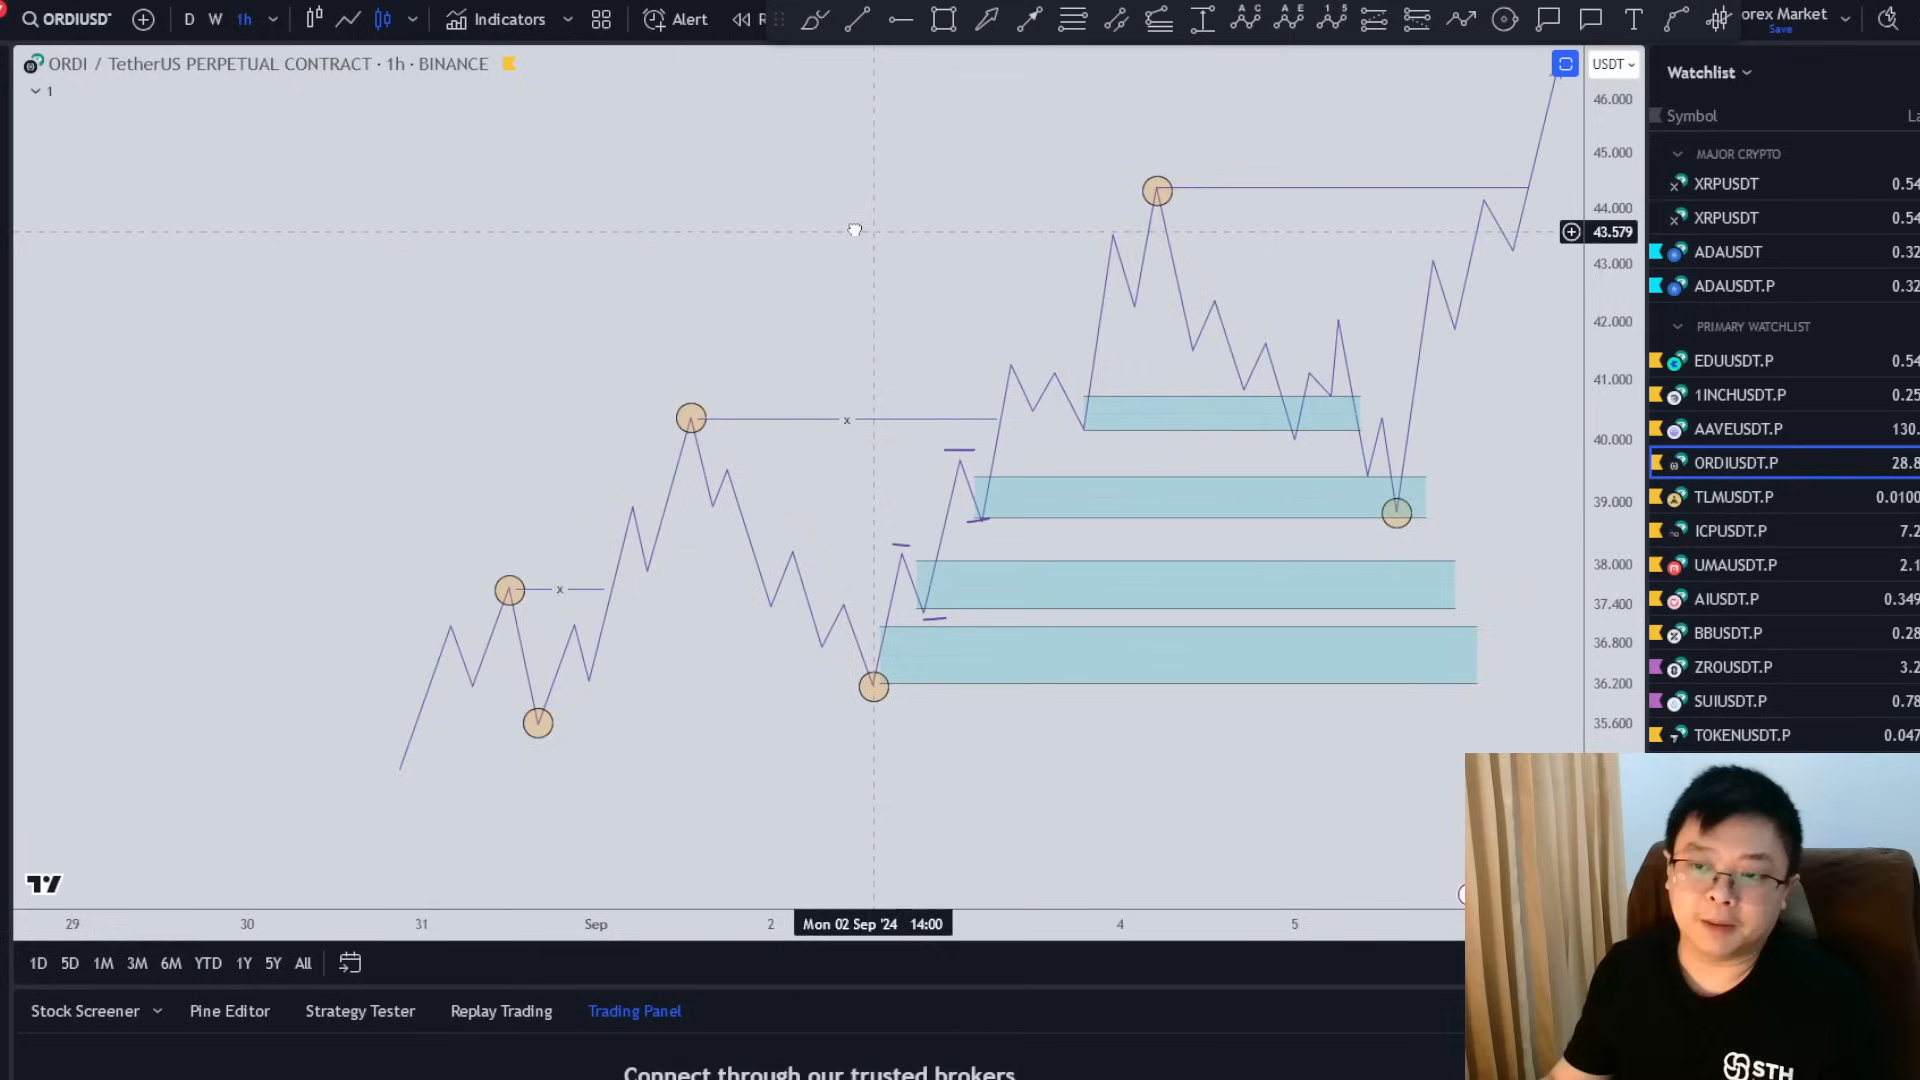 ORDIUSD
D
W
1h
Indicators
Alert
A C
A E
1 5
orex Market
Save
ORDI / TetherUS PERPETUAL CONTRACT · 1h · BINANCE
1
USDT
46.000
45.000
44.000
43.579
43.000
42.000
41.000
40.000
39.000
38.000
37.400
36.800
36.200
35.600
x
x
29
30
31
Sep
2
Mon 02 Sep '24 14:00
4
5
Watchlist
Symbol
La
MAJOR CRYPTO
XRPUSDT 0.54
XRPUSDT 0.54
ADAUSDT 0.32
ADAUSDT.P 0.32
PRIMARY WATCHLIST
EDUUSDT.P 0.54
1INCHUSDT.P 0.25
AAVEUSDT.P 130.
ORDIUSDT.P 28.8
TLMUSDT.P 0.0100
ICPUSDT.P 7.2
UMAUSDT.P 2.1
AIUSDT.P 0.349
BBUSDT.P 0.28
ZROUSDT.P 3.2
SUIUSDT.P 0.78
TOKENUSDT.P 0.047
1D 5D 1M 3M 6M YTD 1Y 5Y All
Stock Screener
Pine Editor
Strategy Tester
Replay Trading
Trading Panel
Connect through our trusted brokers
STH